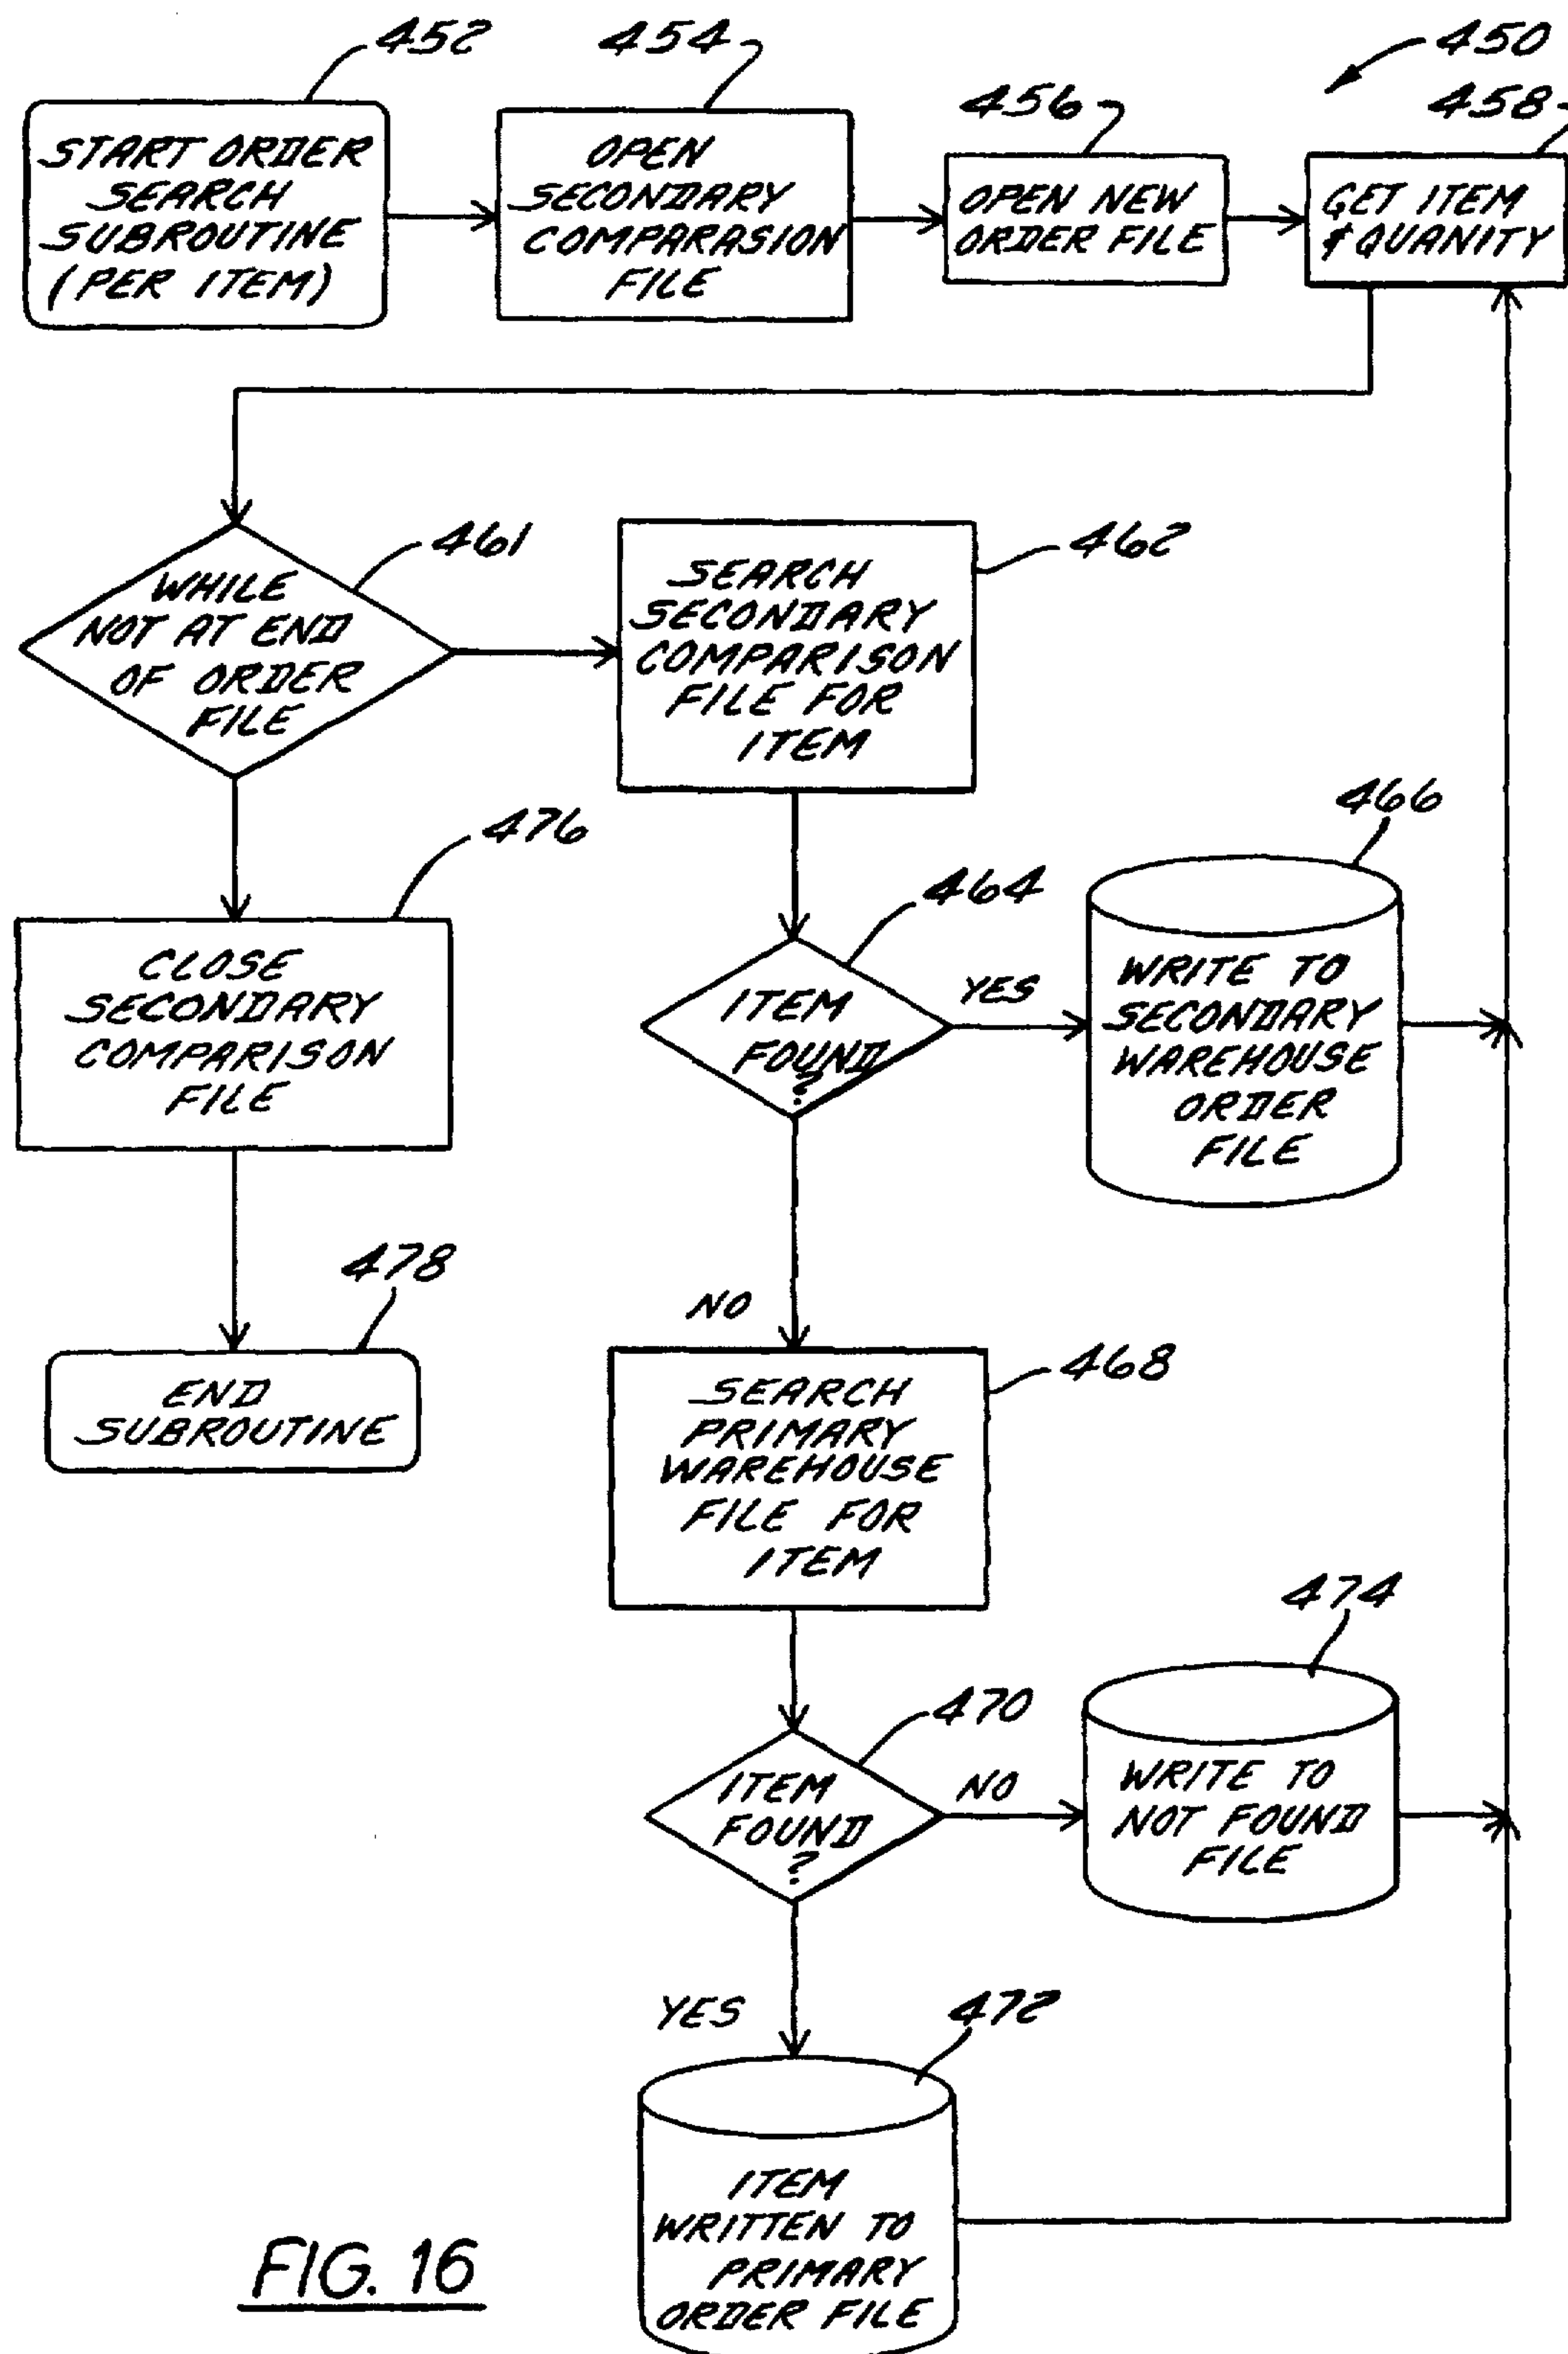 452
454
450
456
458
START ORDER
SEARCH
SUBROUTINE
(PER ITEM)
OPEN
SECONDARY
COMPARASION
FILE
OPEN NEW
ORDER FILE
GET ITEM
& QUANITY
461
WHILE
NOT AT END
OF ORDER
FILE
462
SEARCH
SECONDARY
COMPARISON
FILE FOR
ITEM
476
CLOSE
SECONDARY
COMPARISON
FILE
464
ITEM
FOUND
?
YES
466
WRITE TO
SECONDARY
WAREHOUSE
ORDER
FILE
478
END
SUBROUTINE
NO
468
SEARCH
PRIMARY
WAREHOUSE
FILE FOR
ITEM
470
ITEM
FOUND
?
NO
474
WRITE TO
NOT FOUND
FILE
YES
472
ITEM
WRITTEN TO
PRIMARY
ORDER FILE
FIG. 16